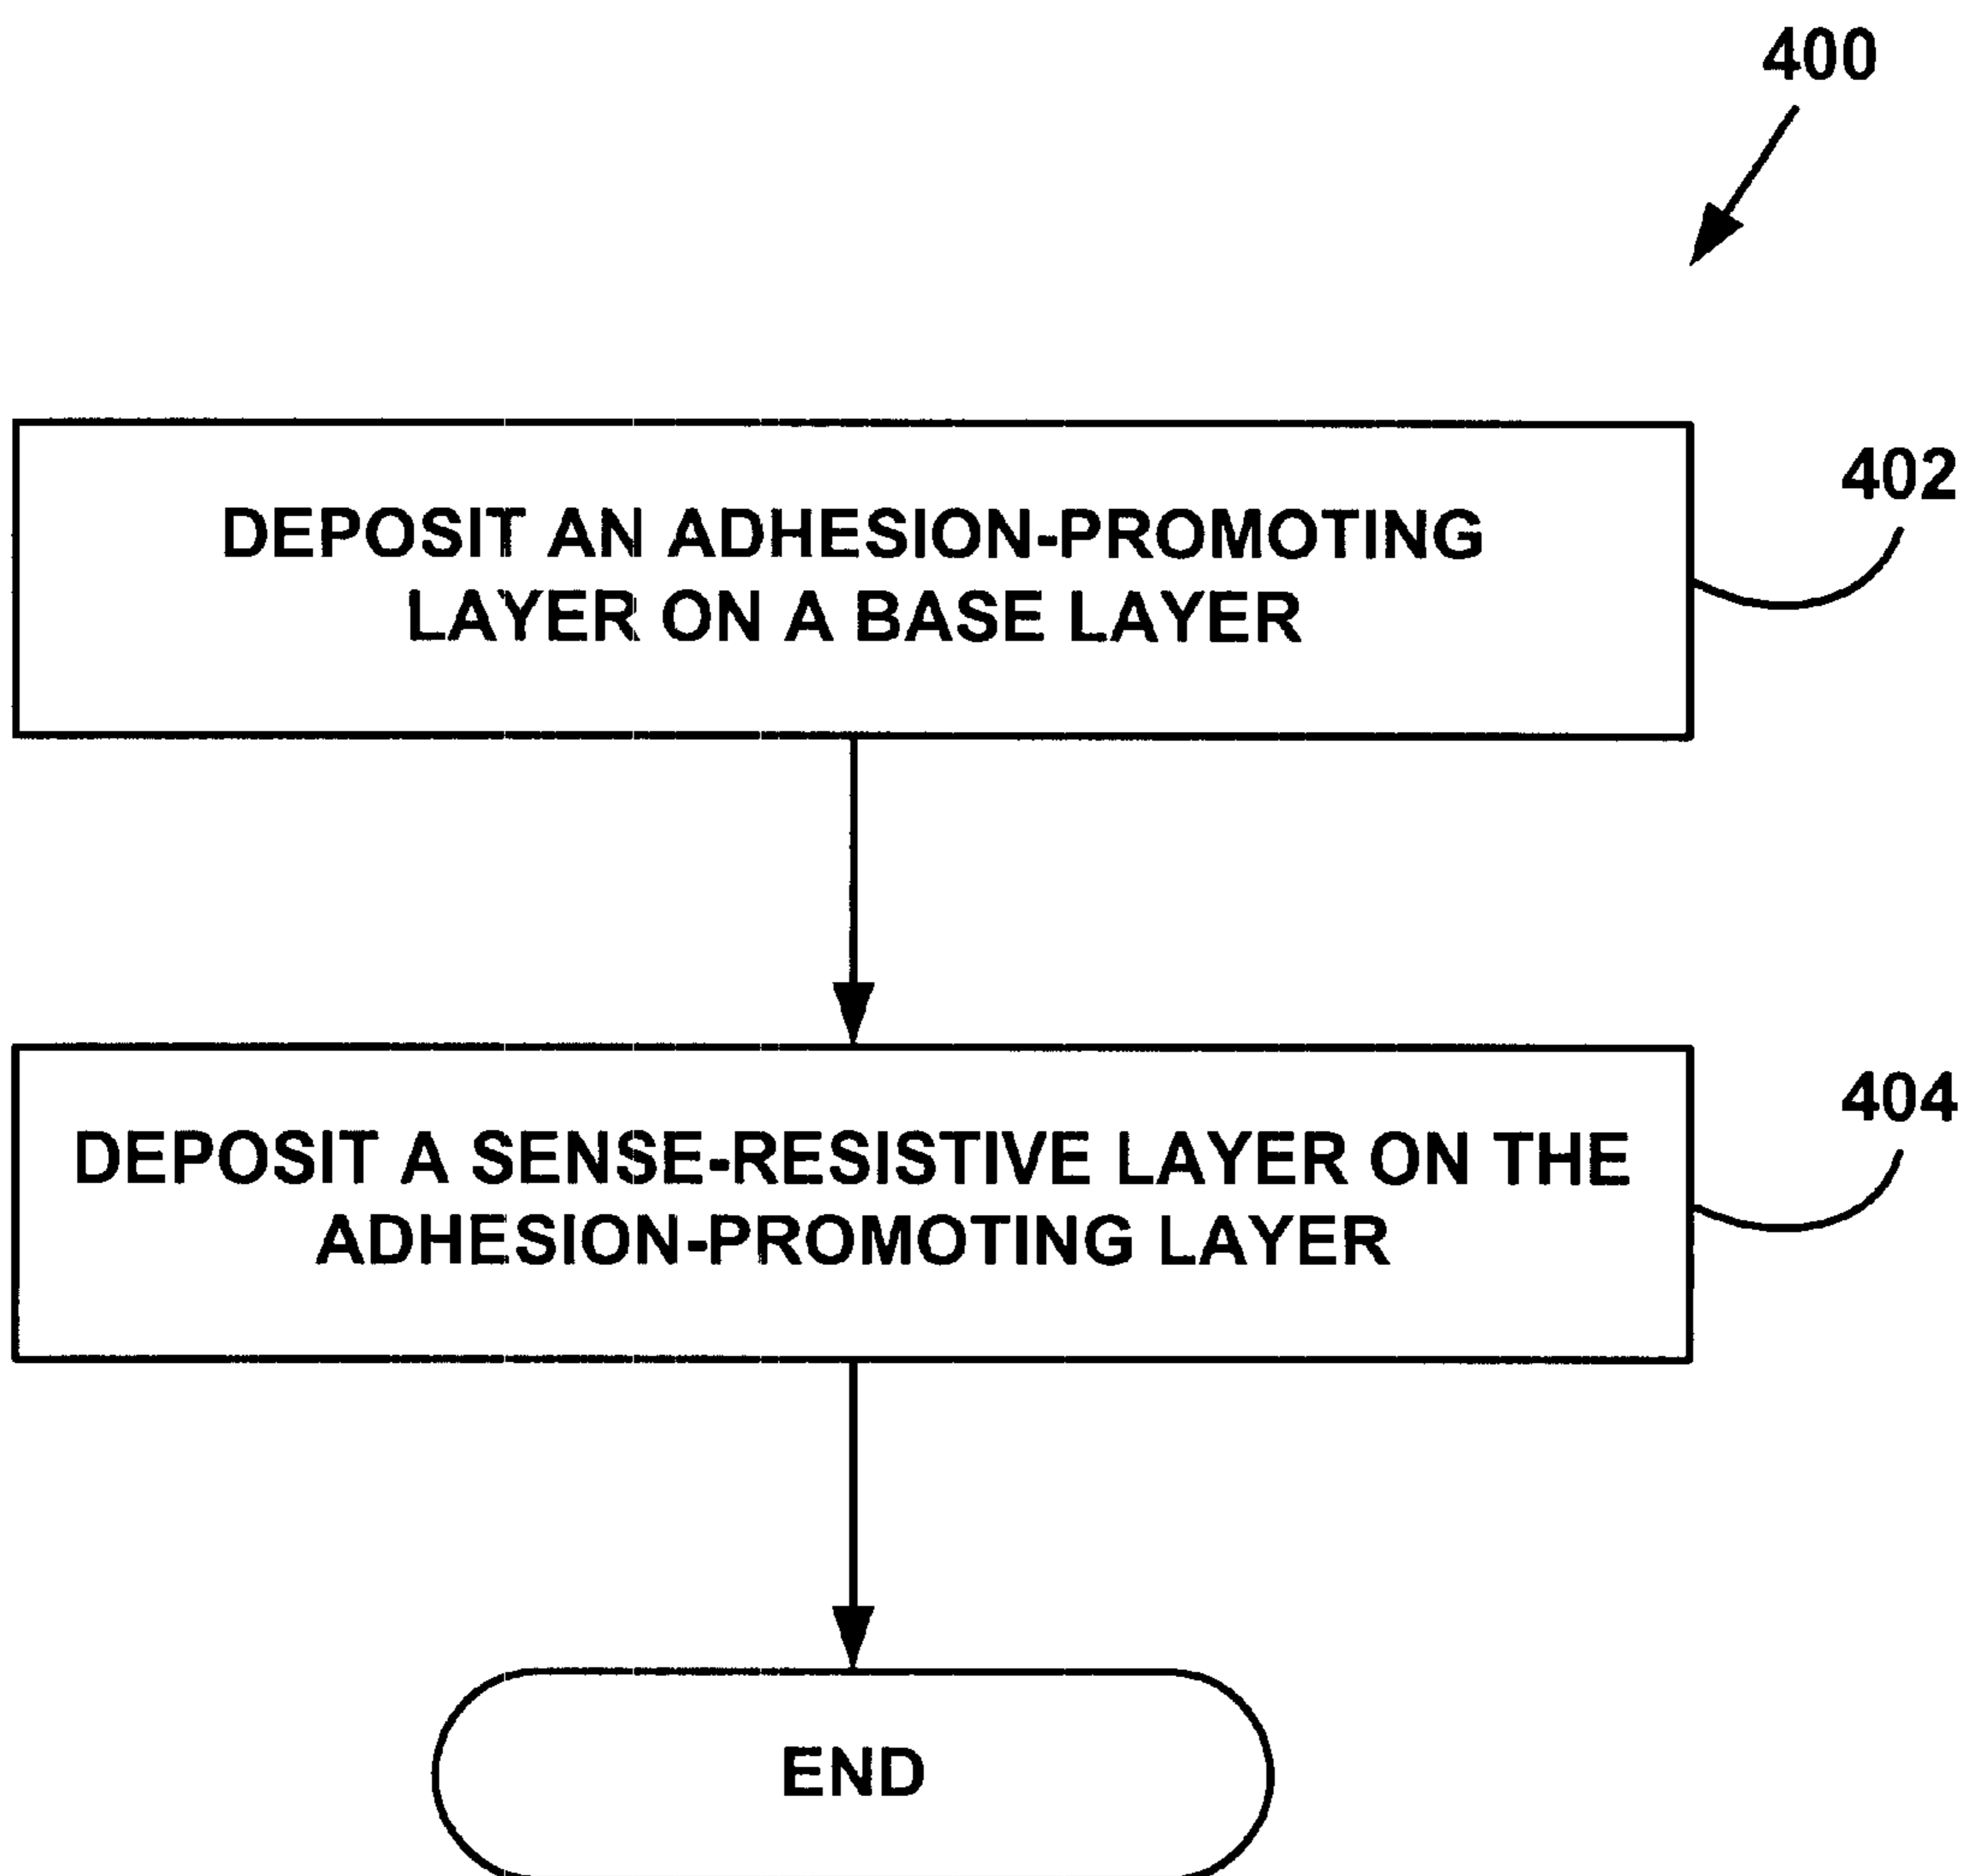 400
402
DEPOSIT AN ADHESION-PROMOTING
LAYER ON A BASE LAYER
404
DEPOSIT A SENSE-RESISTIVE LAYER ON THE
ADHESION-PROMOTING LAYER
END